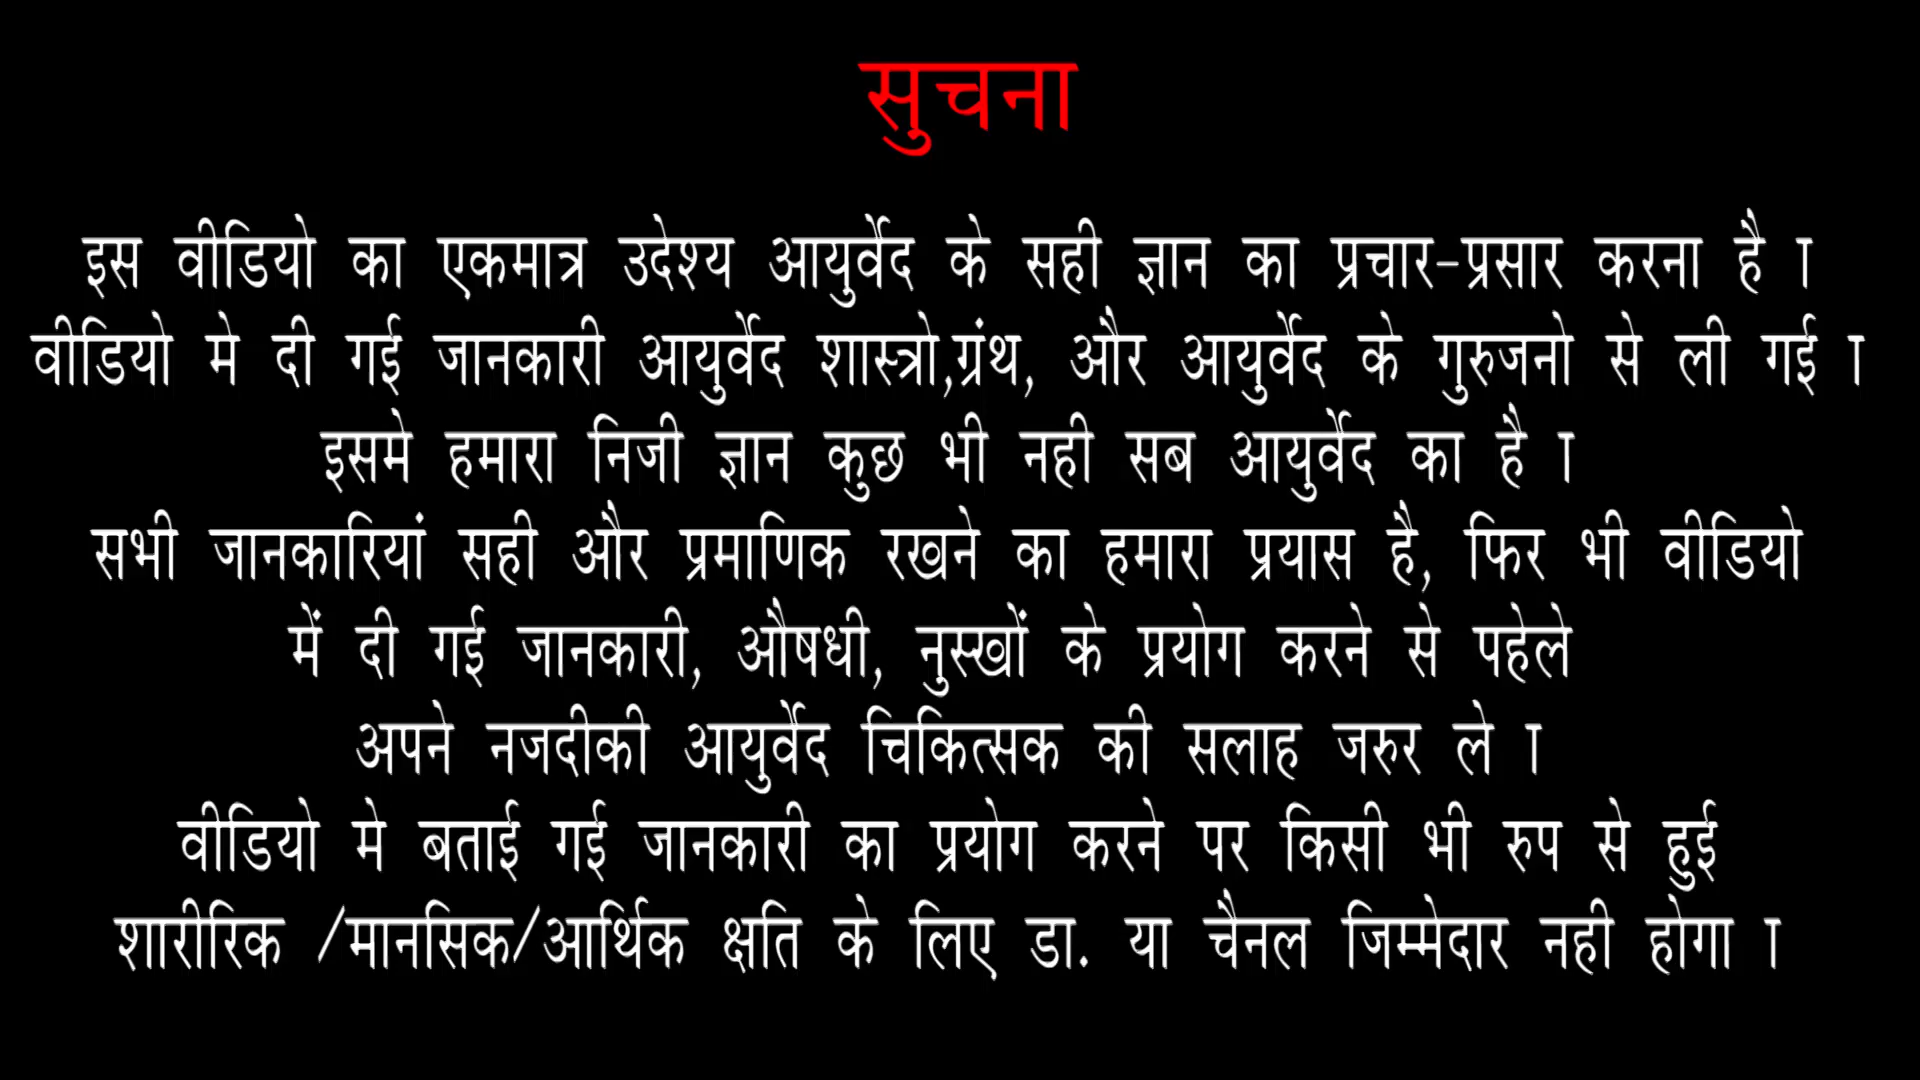 सुचना
इस वीडियो का एकमात्र उदेश्य आयुर्वेद के सही ज्ञान का प्रचार-प्रसार करना है ा
वीडियो मे दी गई जानकारी आयुर्वेद शास्त्रो,ग्रंथ, और आयुर्वेद के गुरुजनो से ली गई ा
इसमे हमारा निजी ज्ञान कुछ भी नही सब आयुर्वेद का है ा
सभी जानकारियां सही और प्रमाणिक रखने का हमारा प्रयास है, फिर भी वीडियो
में दी गई जानकारी, औषधी, नुस्खों के प्रयोग करने से पहेले
अपने नजदीकी आयुर्वेद चिकित्सक की सलाह जरुर ले ा
वीडियो मे बताई गई जानकारी का प्रयोग करने पर किसी भी रुप से हुई
शारीरिक /मानसिक/आर्थिक क्षति के लिए डा. या चैनल जिम्मेदार नही होगा ा